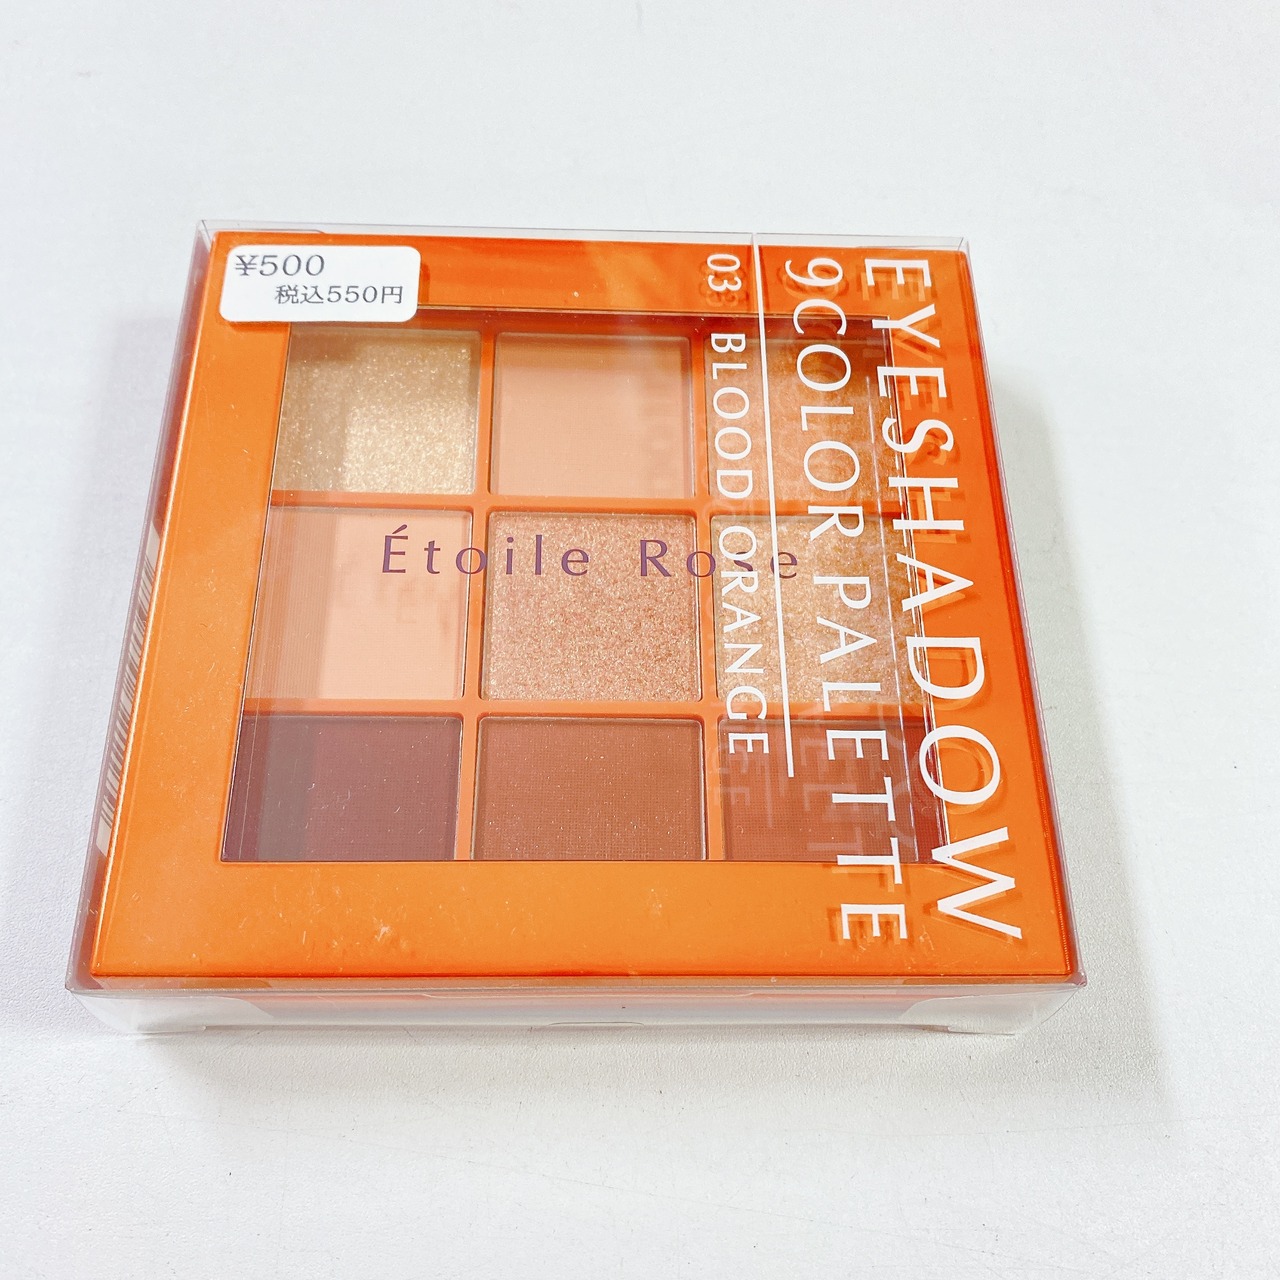 ¥500
税込550円
EYESHADOW
9COLOR PALETTE
03 BLOOD ORANGE
Étoile Rose